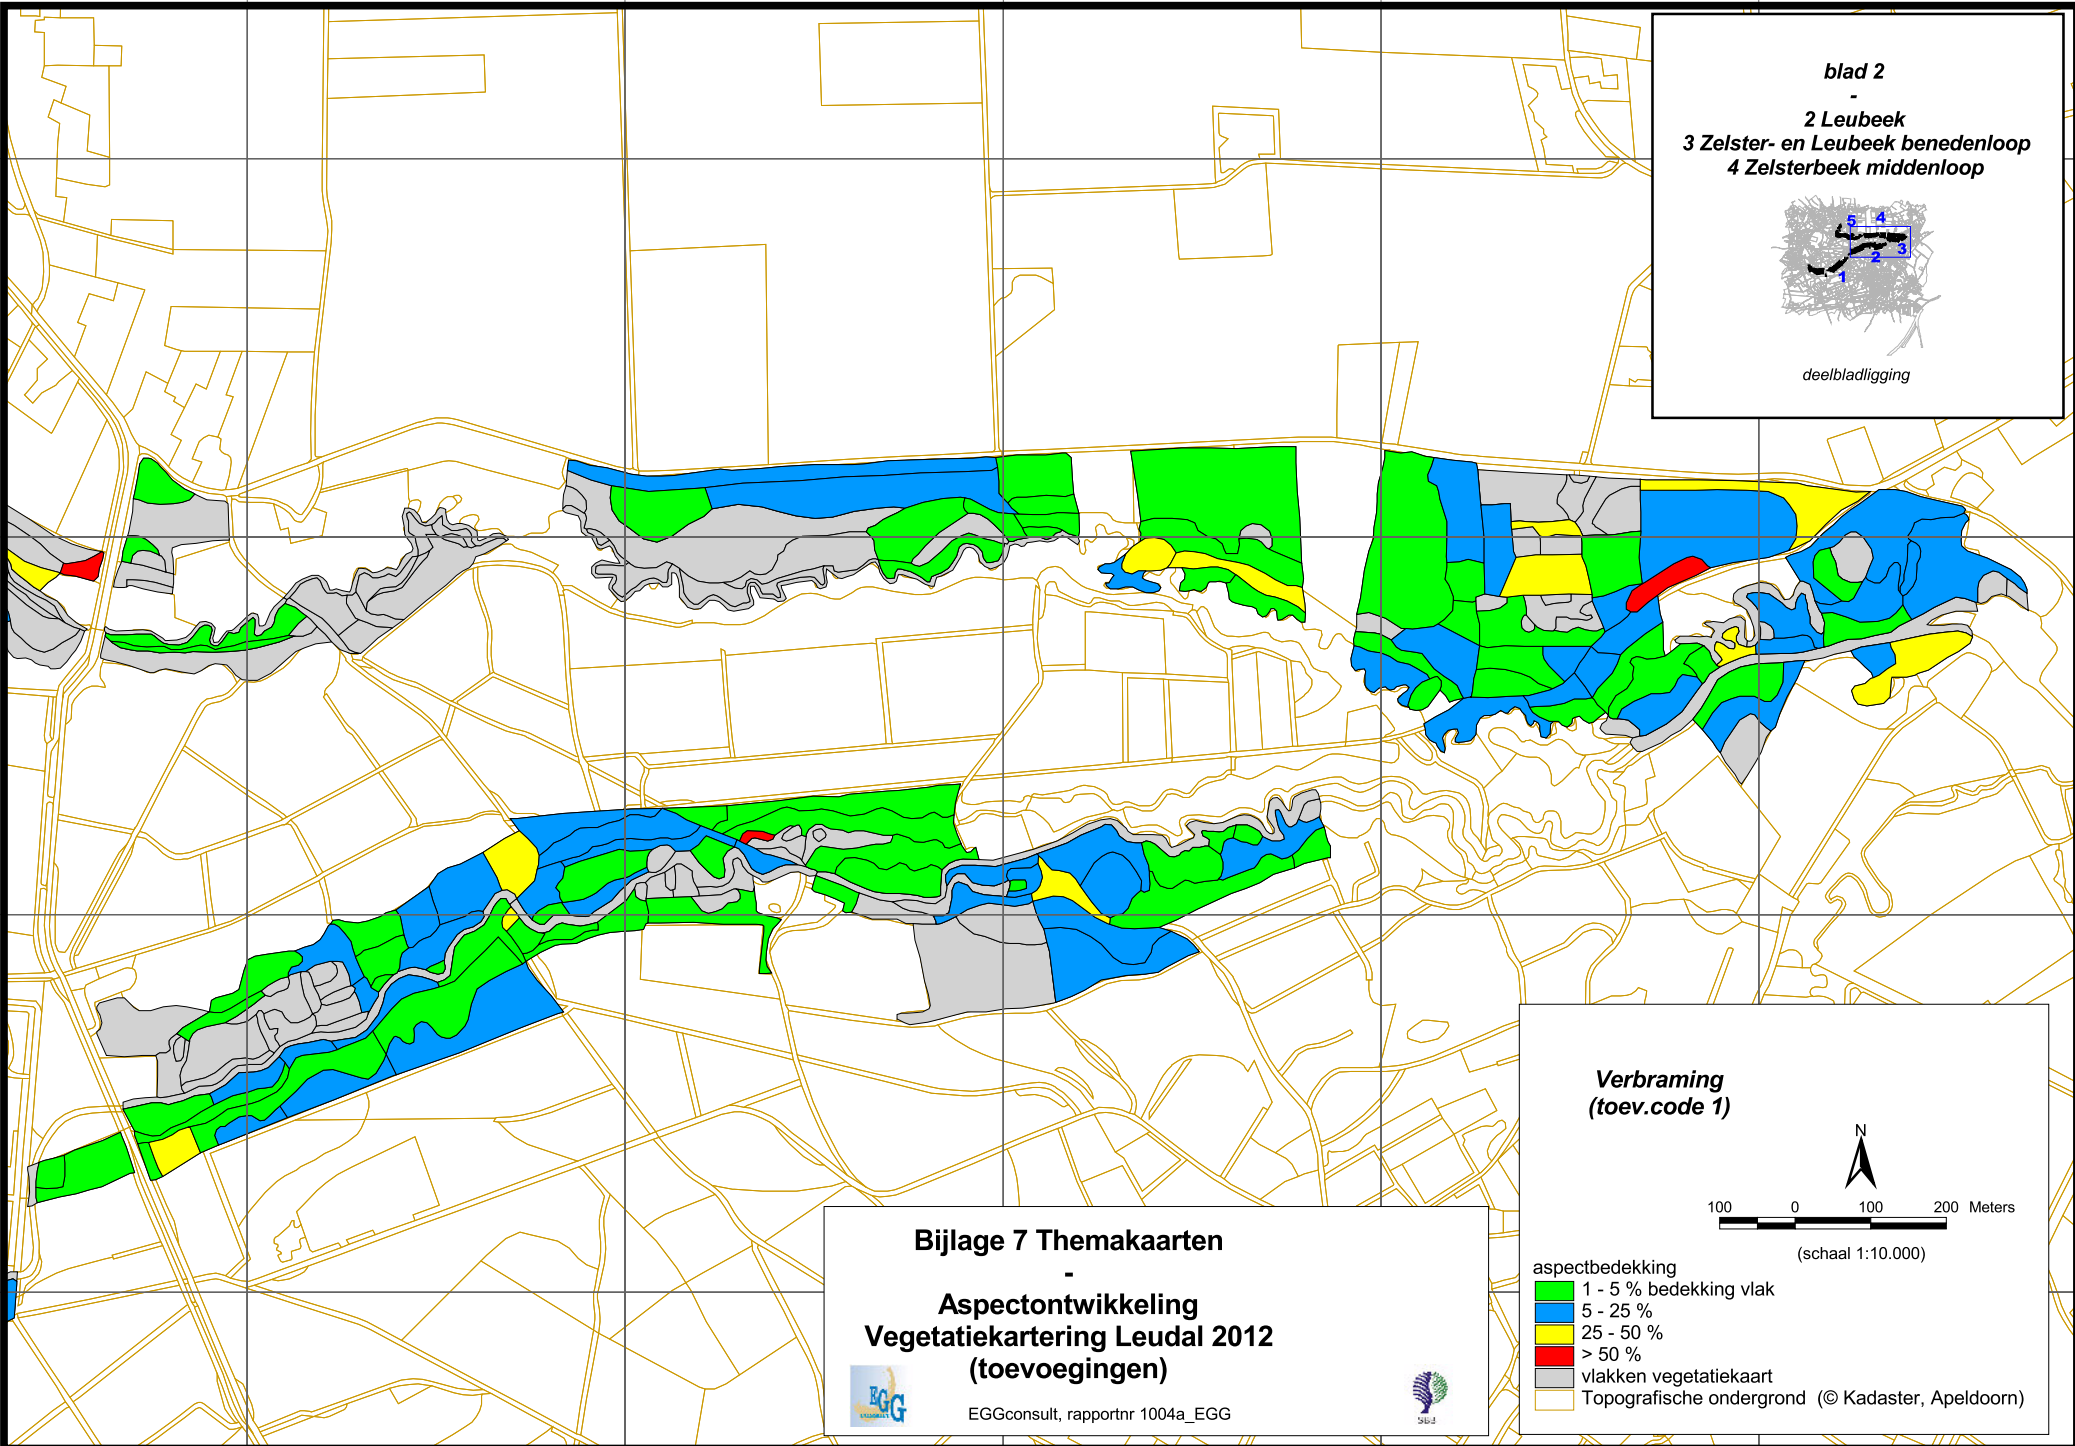 blad 2
-
2 Leubeek
3 Zelster- en Leubeek benedenloop
4 Zelsterbeek middenloop
5
4
3
2
1
deelbladligging
Verbraming
(toev.code 1)
N
100 0 100 200 Meters
(schaal 1:10.000)
aspectbedekking
1 - 5 % bedekking vlak
5 - 25 %
25 - 50 %
> 50 %
vlakken vegetatiekaart
Topografische ondergrond (© Kadaster, Apeldoorn)
Bijlage 7 Themakaarten
-
Aspectontwikkeling
Vegetatiekartering Leudal 2012
(toevoegingen)
EGG
EGGconsult, rapportnr 1004a_EGG